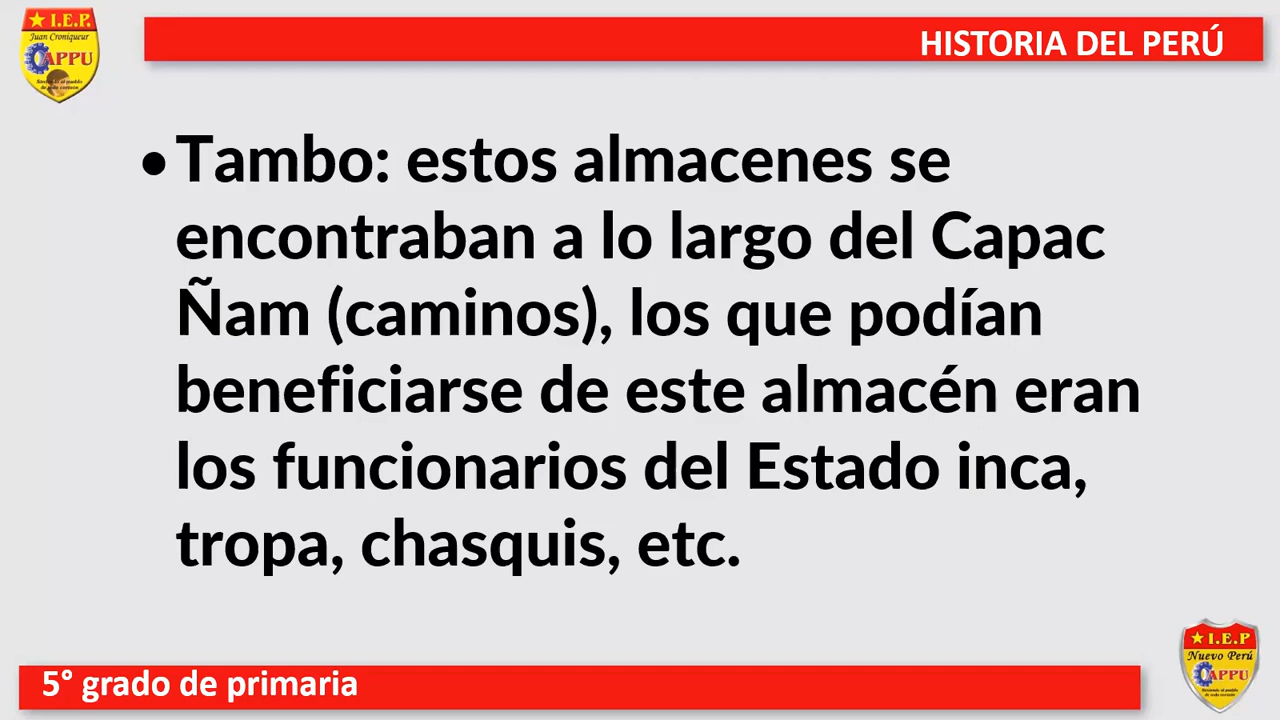 I.E.P.
Juan Croniqueur
APPU
HISTORIA DEL PERÚ
• Tambo: estos almacenes se
encontraban a lo largo del Capac
Ñam (caminos), los que podían
beneficiarse de este almacén eran
los funcionarios del Estado inca,
tropa, chasquis, etc.
I.E.P
Nuevo Perú
APPU
5° grado de primaria